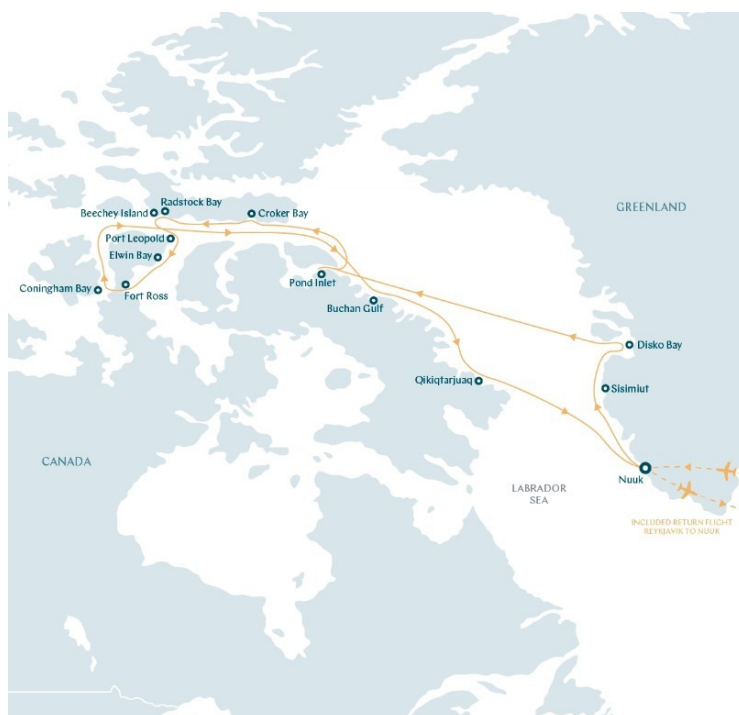 Radstock Bay
Beechey Island
Croker Bay
GREENLAND
Port Leopold
Elwin Bay
Pond Inlet
Coningham Bay
Fort Ross
Buchan Gulf
Disko Bay
Qikiqtarjuaq
Sisimiut
CANADA
Nuuk
LABRADOR
SEA
INCLUDED RETURN FLIGHT
REYKJAVIK TO NUUK